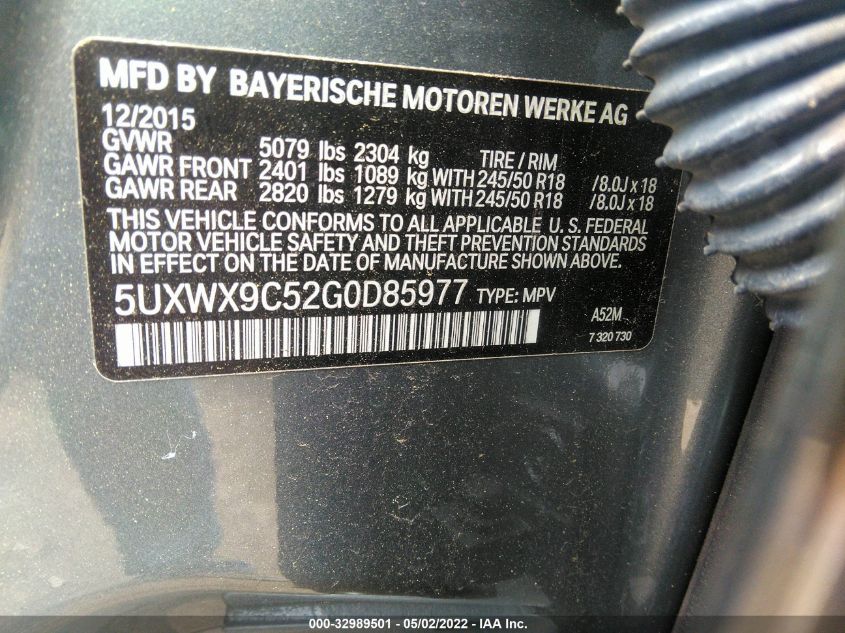 MFD BY BAYERISCHE MOTOREN WERKE AG
12/2015
GVWR 5079 lbs 2304 kg TIRE / RIM
GAWR FRONT 2401 lbs 1089 kg WITH 245/50 R18 /8.0J x 18
GAWR REAR 2820 lbs 1279 kg WITH 245/50 R18 /8.0J x 18
THIS VEHICLE CONFORMS TO ALL APPLICABLE U. S. FEDERAL
MOTOR VEHICLE SAFETY AND THEFT PREVENTION STANDARDS
IN EFFECT ON THE DATE OF MANUFACTURE SHOWN ABOVE.
5UXWX9C52G0D85977 TYPE: MPV A52M
7 320 730
000-32989501 - 05/02/2022 - IAA Inc.